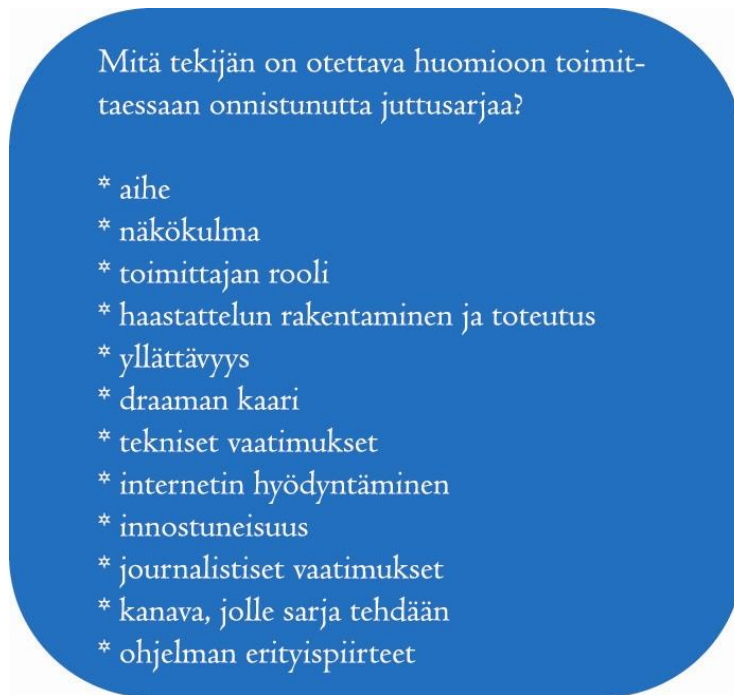 Mitä tekijän on otettava huomioon toimit-
taessaan onnistunutta juttusarjaa?
* aihe
* näkökulma
* toimittajan rooli
* haastattelun rakentaminen ja toteutus
* yllättävyys
* draaman kaari
* tekniset vaatimukset
* internetin hyödyntäminen
* innostuneisuus
* journalistiset vaatimukset
* kanava, jolle sarja tehdään
* ohjelman erityispiirteet